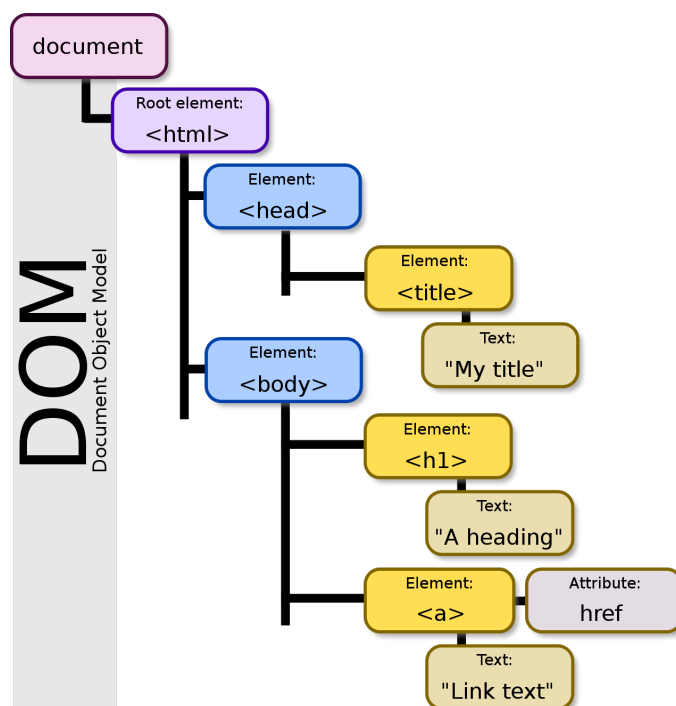 document
Root element:
<html>
Element:
<head>
Element:
<title>
Text:
"My title"
Element:
<body>
Element:
<h1>
Text:
"A heading"
Element:
<a>
Attribute:
href
Text:
"Link text"
DOM
Document Object Model